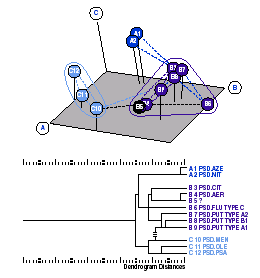 C
A1
A2
C12
B7
B7
B8
C11
B9
B
C10
B5
B6
A
A 1 PSD.AZE
A 2 PSD.NIT
B 3 PSD.CIT
B 4 PSD.AER
B 5 ?
B 6 PSD.FLU TYPE C
B 7 PSD.PUT TYPE A2
B 8 PSD.PUT TYPE B1
B 9 PSD.PUT TYPE A1
C 10 PSD.MEN
C 11 PSD.OLE
C 12 PSD.PSA
Dendrogram Distances